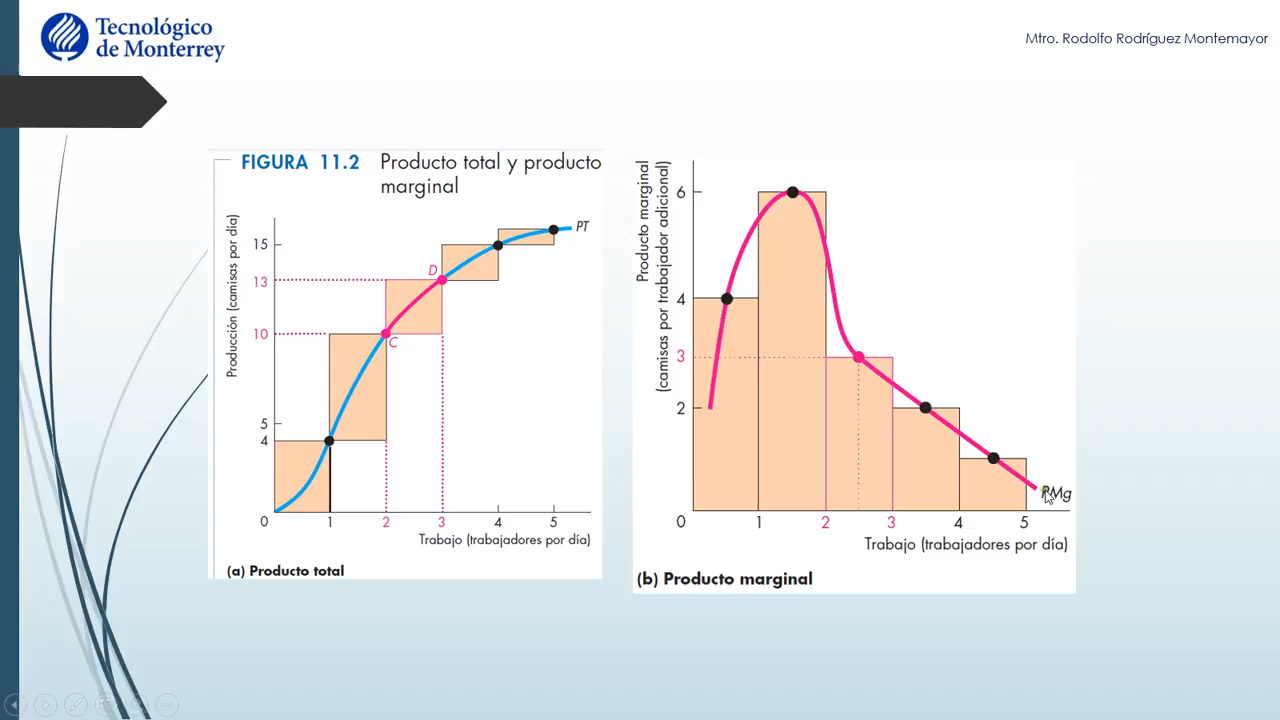 Tecnológico
de Monterrey
Mtro. Rodolfo Rodríguez Montemayor
FIGURA 11.2 Producto total y producto
marginal
Producción (camisas por día)
15
13
10
5
4
0
1
2
3
4
5
C
D
PT
Trabajo (trabajadores por día)
(a) Producto total
Producto marginal
(camisas por trabajador adicional)
6
4
3
2
0
1
2
3
4
5
PMg
Trabajo (trabajadores por día)
(b) Producto marginal